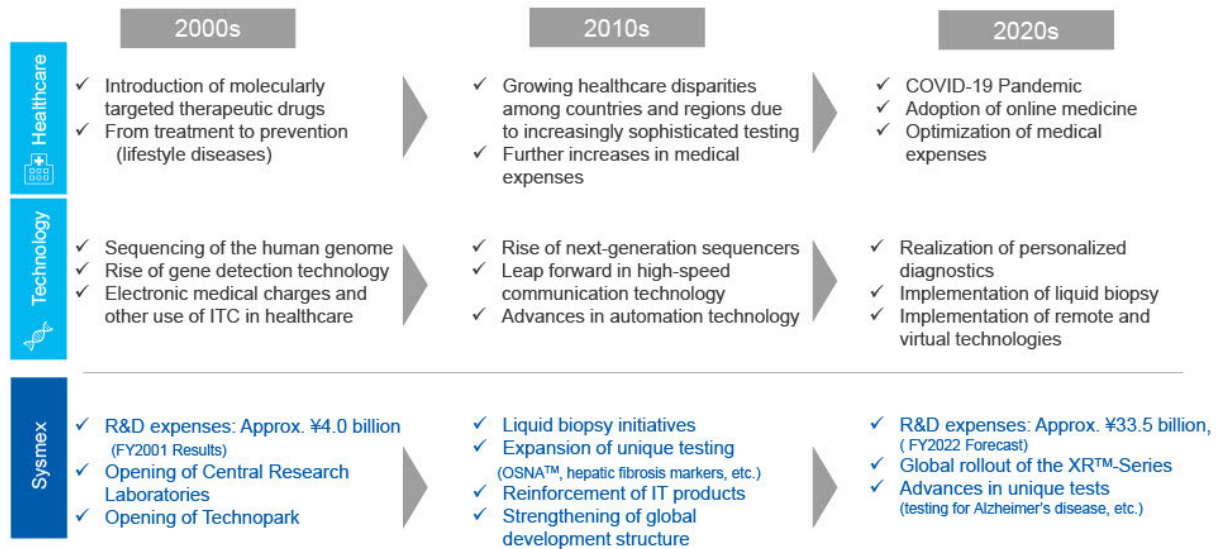 2000s
2010s
2020s
Healthcare
✓ Introduction of molecularly
targeted therapeutic drugs
✓ From treatment to prevention
(lifestyle diseases)
✓ Growing healthcare disparities
among countries and regions due
to increasingly sophisticated testing
✓ Further increases in medical
expenses
✓ COVID-19 Pandemic
✓ Adoption of online medicine
✓ Optimization of medical
expenses
Technology
✓ Sequencing of the human genome
✓ Rise of gene detection technology
✓ Electronic medical charges and
other use of ITC in healthcare
✓ Rise of next-generation sequencers
✓ Leap forward in high-speed
communication technology
✓ Advances in automation technology
✓ Realization of personalized
diagnostics
✓ Implementation of liquid biopsy
✓ Implementation of remote and
virtual technologies
Sysmex
✓ R&D expenses: Approx. ¥4.0 billion
(FY2001 Results)
✓ Opening of Central Research
Laboratories
✓ Opening of Technopark
✓ Liquid biopsy initiatives
✓ Expansion of unique testing
(OSNA™, hepatic fibrosis markers, etc.)
✓ Reinforcement of IT products
✓ Strengthening of global
development structure
✓ R&D expenses: Approx. ¥33.5 billion,
( FY2022 Forecast)
✓ Global rollout of the XR™-Series
✓ Advances in unique tests
(testing for Alzheimer's disease, etc.)